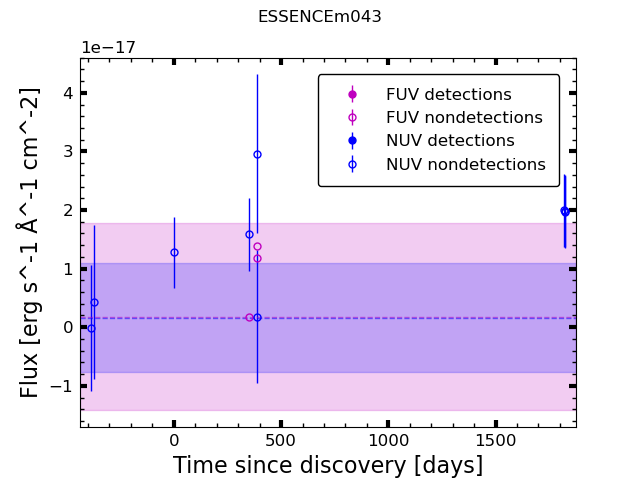 ESSENCEm043
1e−17
FUV detections
FUV nondetections
NUV detections
NUV nondetections
4
3
2
1
0
−1
Flux [erg s^-1 Å^-1 cm^-2]
0 500 1000 1500
Time since discovery [days]